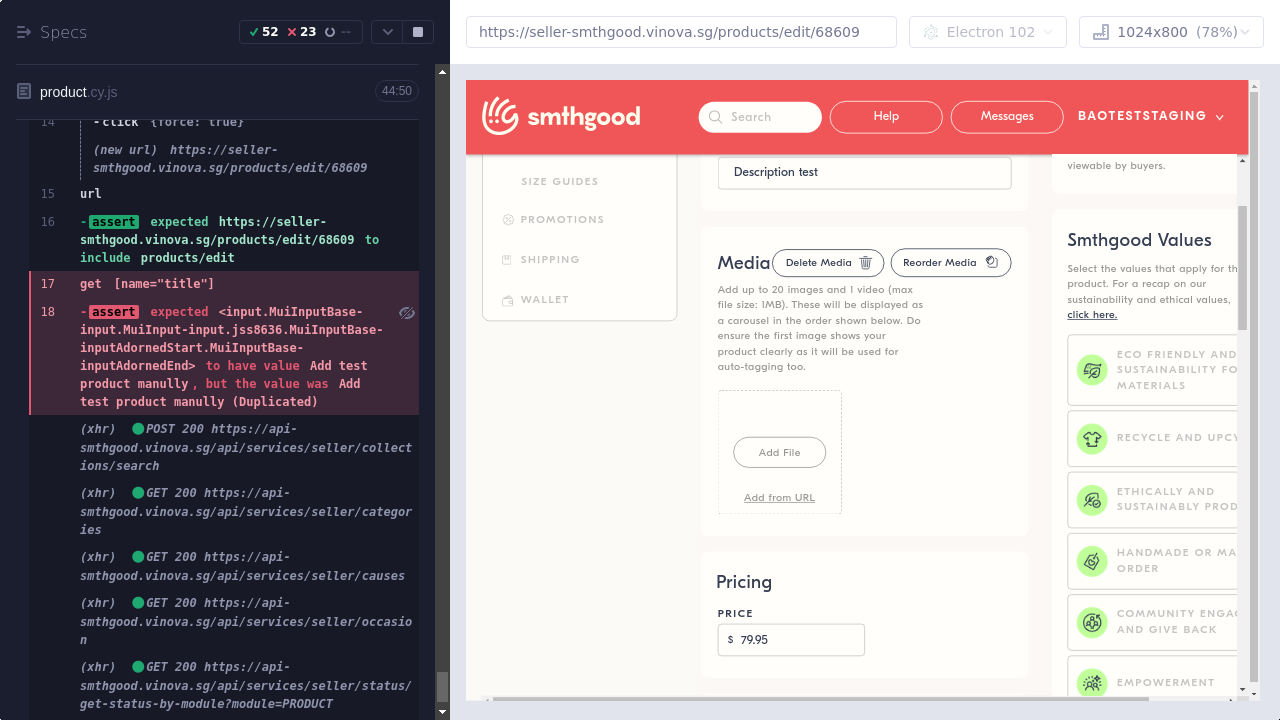 Specs
52 23 --
product.cy.js
44:50
14 -click {force: true}
(new url) https://seller-
smthgood.vinova.sg/products/edit/68609
15 url
16 -assert expected https://seller-
smthgood.vinova.sg/products/edit/68609 to
include products/edit
17 get [name="title"]
18 -assert expected <input.MuiInputBase-
input.MuiInput-input.jss8636.MuiInputBase-
inputAdornedStart.MuiInputBase-
inputAdornedEnd> to have value Add test
product manully, but the value was Add
test product manully (Duplicated)
(xhr) POST 200 https://api-
smthgood.vinova.sg/api/services/seller/collect
ions/search
(xhr) GET 200 https://api-
smthgood.vinova.sg/api/services/seller/categor
ies
(xhr) GET 200 https://api-
smthgood.vinova.sg/api/services/seller/causes
(xhr) GET 200 https://api-
smthgood.vinova.sg/api/services/seller/occasio
n
(xhr) GET 200 https://api-
smthgood.vinova.sg/api/services/seller/status/
get-status-by-module?module=PRODUCT
https://seller-smthgood.vinova.sg/products/edit/68609
Electron 102
1024x800 (78%)
smthgood
Search
Help
Messages
BAOTESTSTAGING
SIZE GUIDES
PROMOTIONS
SHIPPING
WALLET
Description test
Media
Delete Media
Reorder Media
Add up to 20 images and 1 video (max
file size: 1MB). These will be displayed as
a carousel in the order shown below. Do
ensure the first image shows your
product clearly as it will be used for
auto-tagging too.
Add File
Add from URL
Pricing
PRICE
$ 79.95
viewable by buyers.
Smthgood Values
Select the values that apply for th
product. For a recap on our
sustainability and ethical values,
click here.
ECO FRIENDLY AND
SUSTAINABILITY FO
MATERIALS
RECYCLE AND UPCY
ETHICALLY AND
SUSTAINABLY PROD
HANDMADE OR MA
ORDER
COMMUNITY ENGAG
AND GIVE BACK
EMPOWERMENT